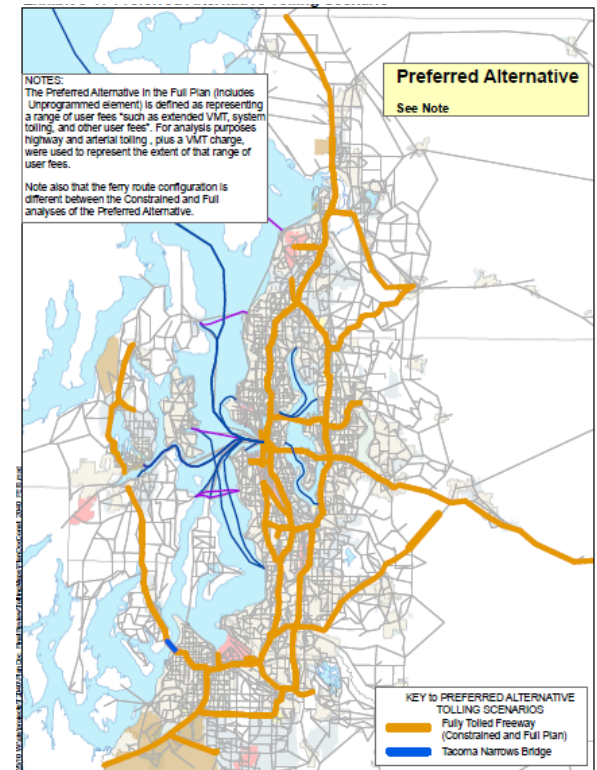 Preferred Alternative Tolling Scenario
NOTES:
The Preferred Alternative in the Full Plan (includes
Unprogrammed element) is defined as representing
a range of user fees "such as extended VMT, system
tolling, and other user fees". For analysis purposes
highway and arterial tolling , plus a VMT charge,
were used to represent the extent of that range of
user fees.
Note also that the ferry route configuration is
different between the Constrained and Full
analyses of the Preferred Alternative.
Preferred Alternative
See Note
KEY to PREFERRED ALTERNATIVE
TOLLING SCENARIOS
Fully Tolled Freeway
(Constrained and Full Plan)
Tacoma Narrows Bridge